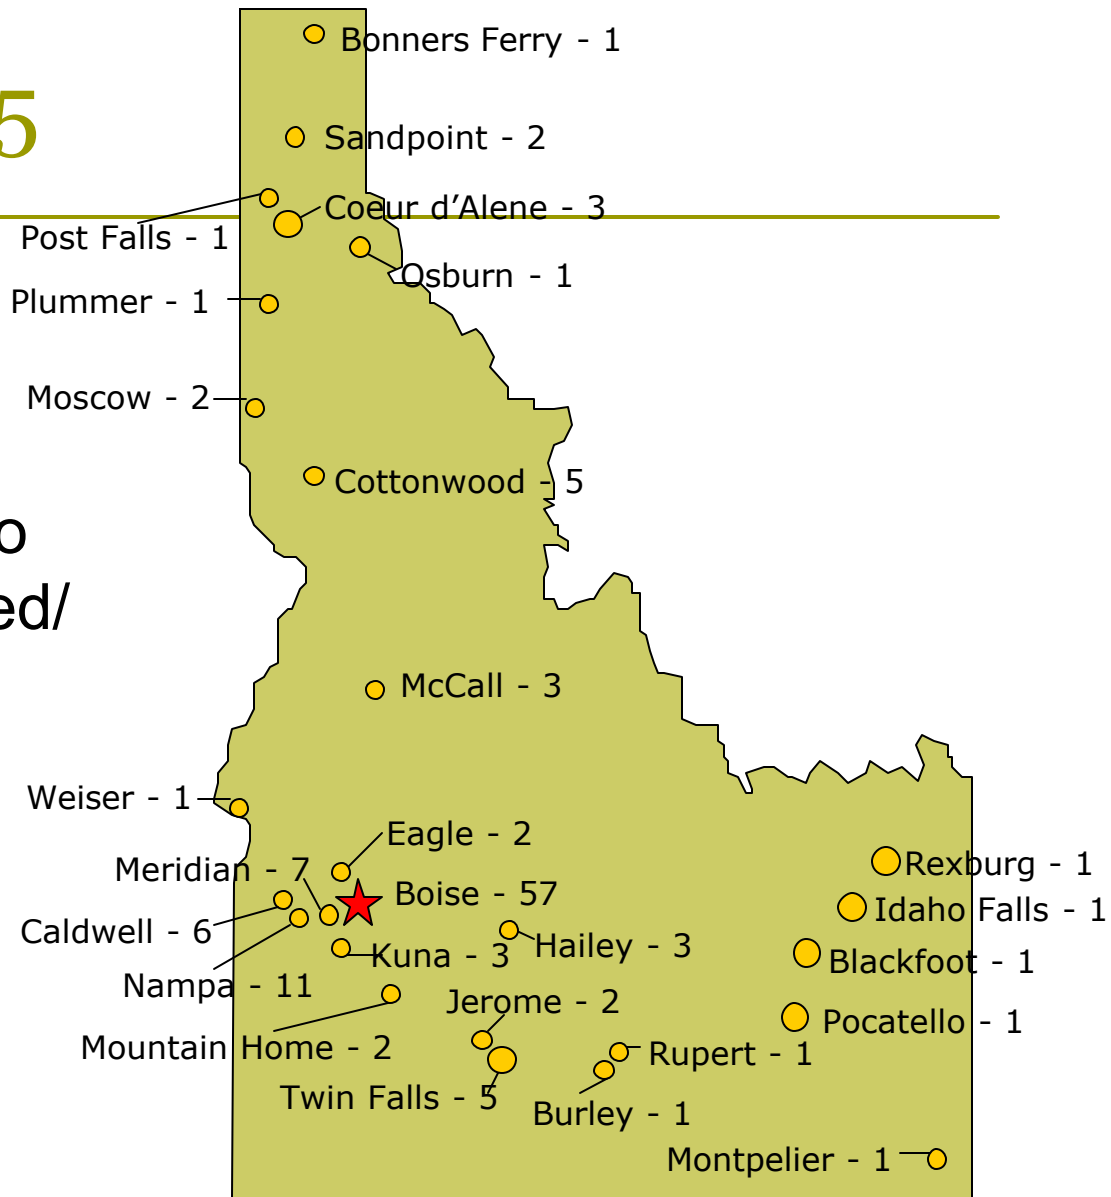 Bonners Ferry - 1
5
Sandpoint - 2
Coeur d’Alene - 3
Post Falls - 1
Osburn - 1
Plummer - 1
Moscow - 2
Cottonwood - 5
o
ed/
McCall - 3
Weiser - 1
Eagle - 2
Meridian - 7
Rexburg - 1
Boise - 57
Idaho Falls - 1
Caldwell - 6
Hailey - 3
Kuna - 3
Blackfoot - 1
Nampa - 11
Jerome - 2
Pocatello - 1
Mountain Home - 2
Rupert - 1
Twin Falls - 5
Burley - 1
Montpelier - 1